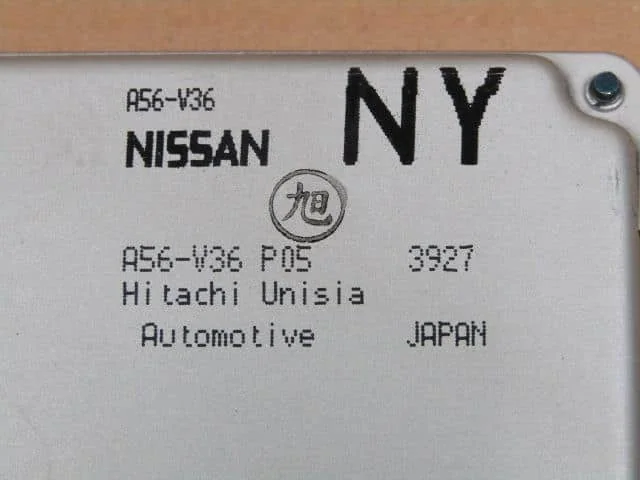 A56-V36 NY
NISSAN
旭
A56-V36 P05 3927
Hitachi Unisia
Automotive JAPAN